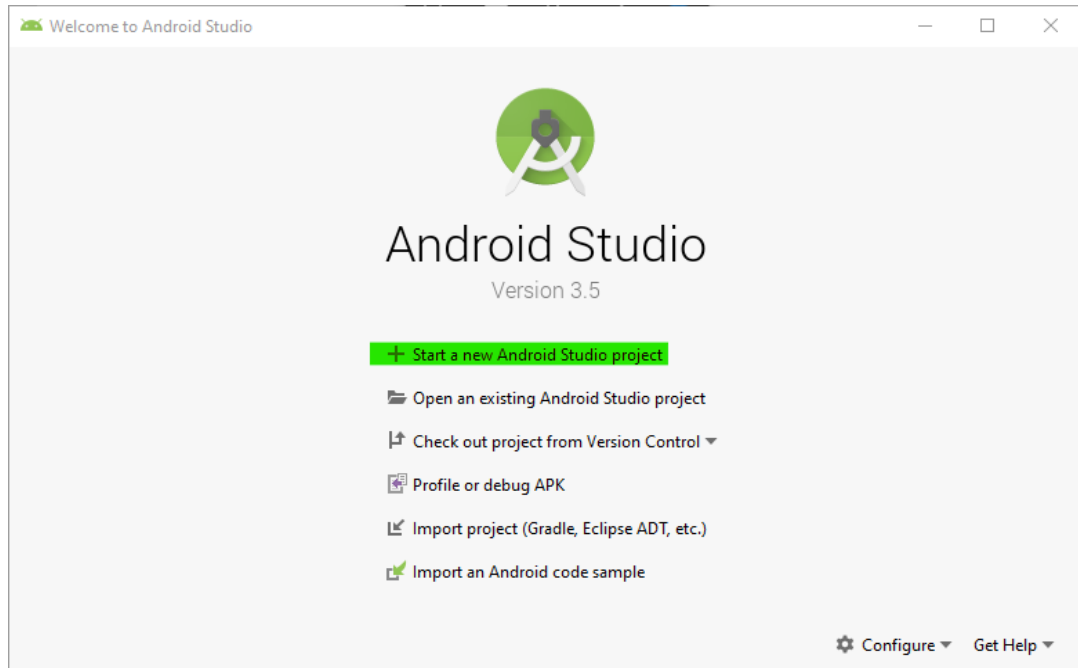 Welcome to Android Studio
Android Studio
Version 3.5
Start a new Android Studio project
Open an existing Android Studio project
Check out project from Version Control
Profile or debug APK
Import project (Gradle, Eclipse ADT, etc.)
Import an Android code sample
Configure Get Help